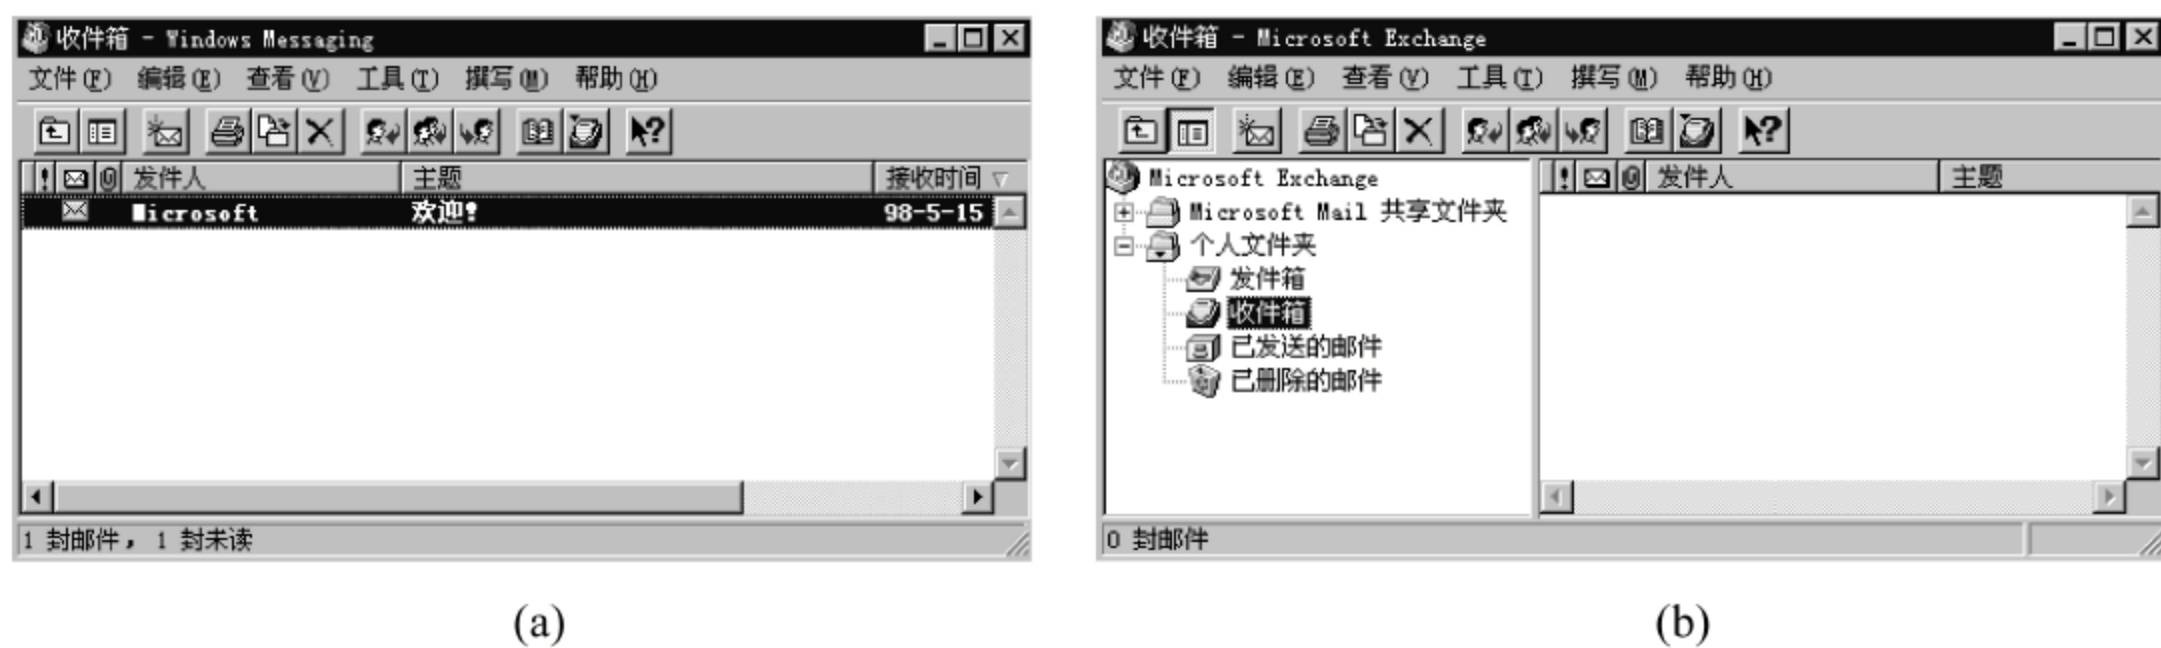 收件箱 - Windows Messaging
文件(F) 编辑(E) 查看(V) 工具(T) 撰写(M) 帮助(H)
! 发件人 主题 接收时间
Microsoft 欢迎! 98-5-15
1 封邮件, 1 封未读
(a)
收件箱 - Microsoft Exchange
文件(F) 编辑(E) 查看(V) 工具(T) 撰写(M) 帮助(H)
Microsoft Exchange
Microsoft Mail 共享文件夹
个人文件夹
发件箱
收件箱
已发送的邮件
已删除的邮件
! 发件人 主题
0 封邮件
(b)